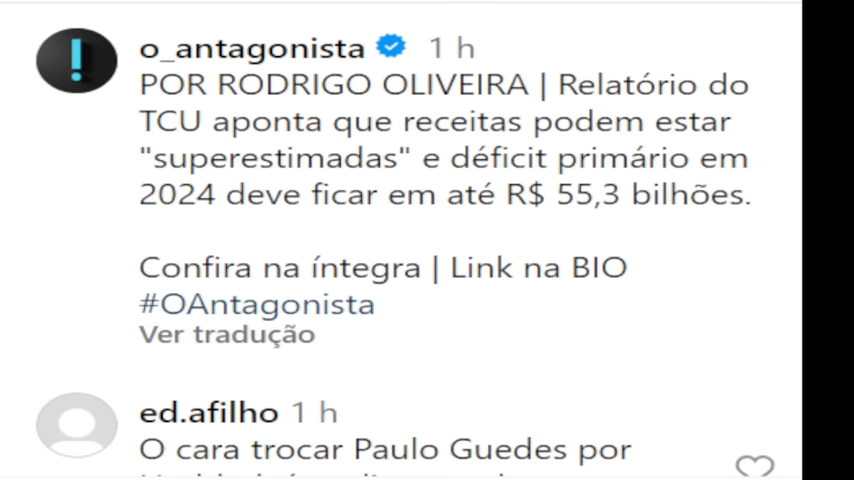 o_antagonista 1 h
POR RODRIGO OLIVEIRA | Relatório do
TCU aponta que receitas podem estar
"superestimadas" e déficit primário em
2024 deve ficar em até R$ 55,3 bilhões.
Confira na íntegra | Link na BIO
#OAntagonista
Ver tradução
ed.afilho 1 h
O cara trocar Paulo Guedes por